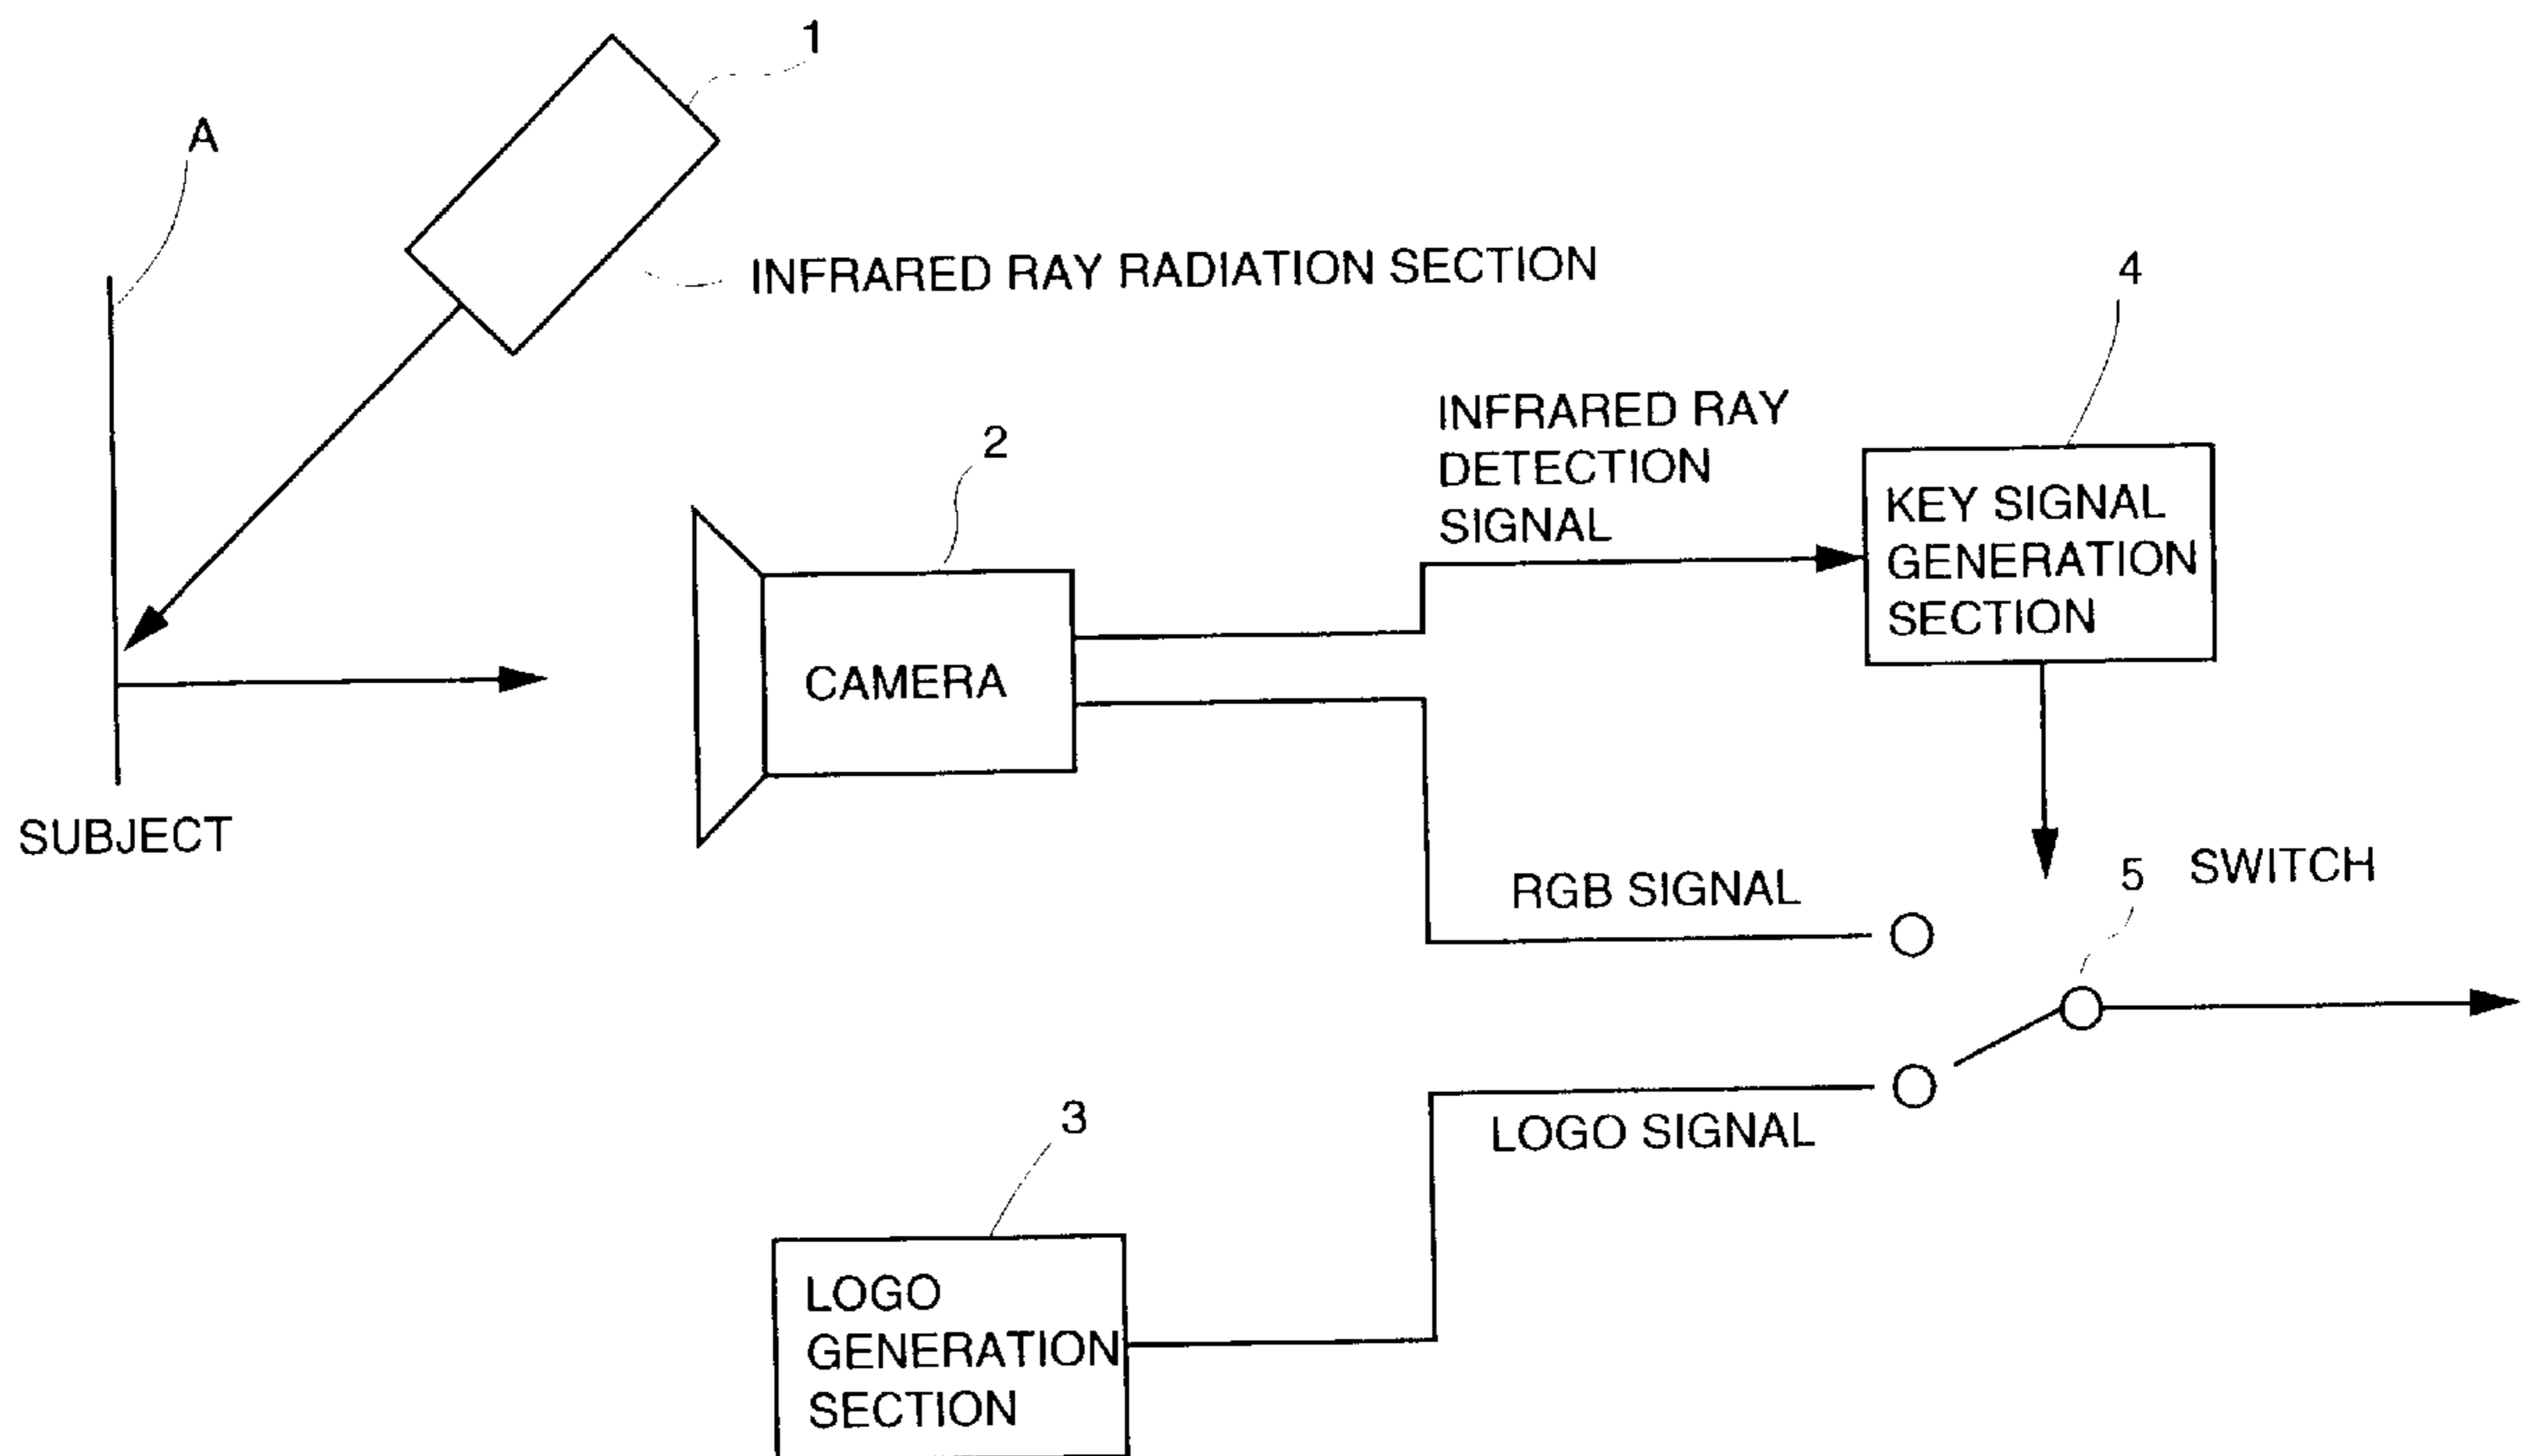 1
A
INFRARED RAY RADIATION SECTION
4
INFRARED RAY
DETECTION
SIGNAL
2
KEY SIGNAL
GENERATION
SECTION
CAMERA
SUBJECT
RGB SIGNAL
5 SWITCH
LOGO SIGNAL
3
LOGO
GENERATION
SECTION